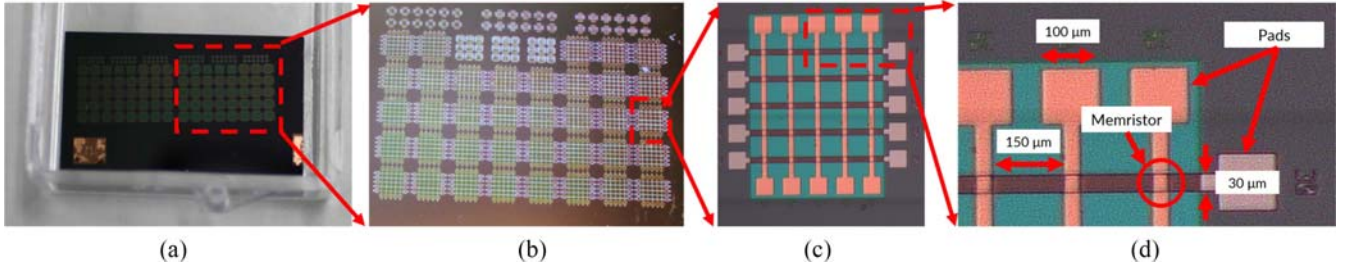 100 μm
Pads
Memristor
150 μm
30 μm
(a)
(b)
(c)
(d)